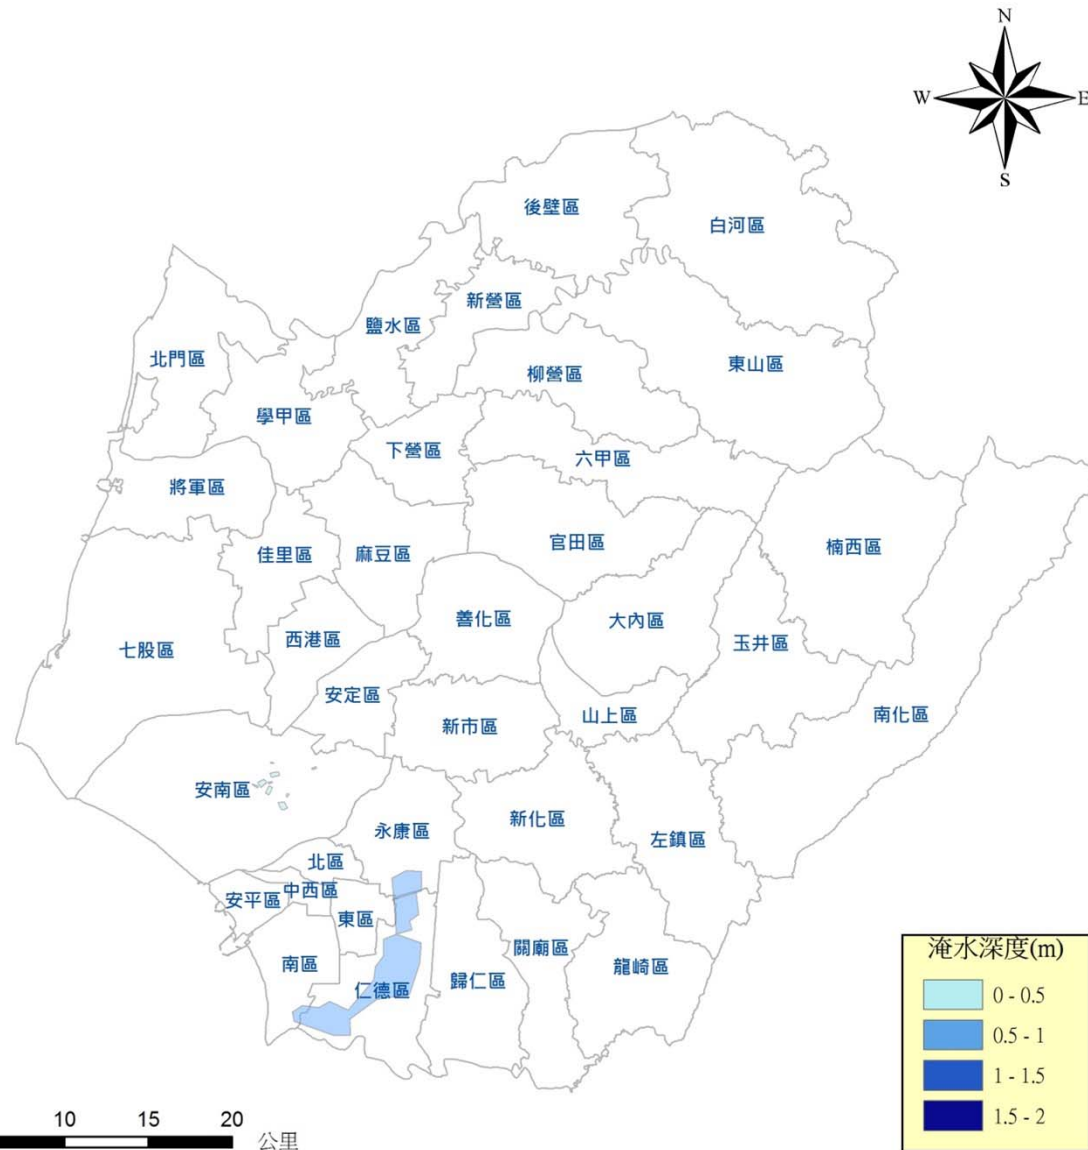 N
W
E
S
後壁區
白河區
新營區
鹽水區
北門區
東山區
柳營區
學甲區
下營區
六甲區
將軍區
官田區
楠西區
佳里區
麻豆區
善化區
大內區
西港區
玉井區
七股區
安定區
南化區
新市區
山上區
安南區
新化區
永康區
左鎮區
北區
中西區
安平區
東區
關廟區
南區
龍崎區
歸仁區
仁德區
淹水深度(m)
0 - 0.5
0.5 - 1
1 - 1.5
1.5 - 2
10 15 20
公里